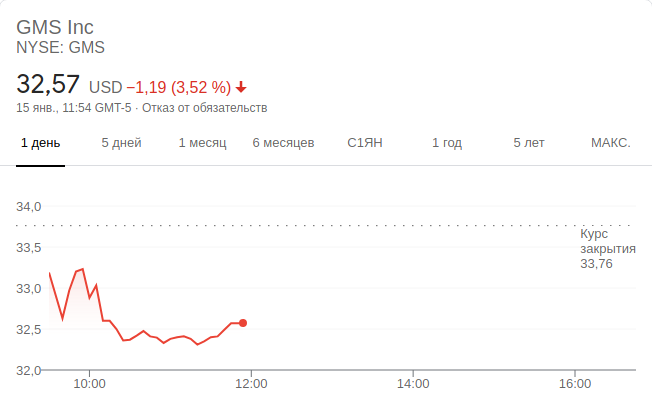 GMS Inc
NYSE: GMS
32,57 USD −1,19 (3,52 %)
15 янв., 11:54 GMT-5 · Отказ от обязательств
1 день 5 дней 1 месяц 6 месяцев С1ЯН 1 год 5 лет МАКС.
34,0
Курс
закрытия
33,76
33,5
33,0
32,5
32,0
10:00 12:00 14:00 16:00